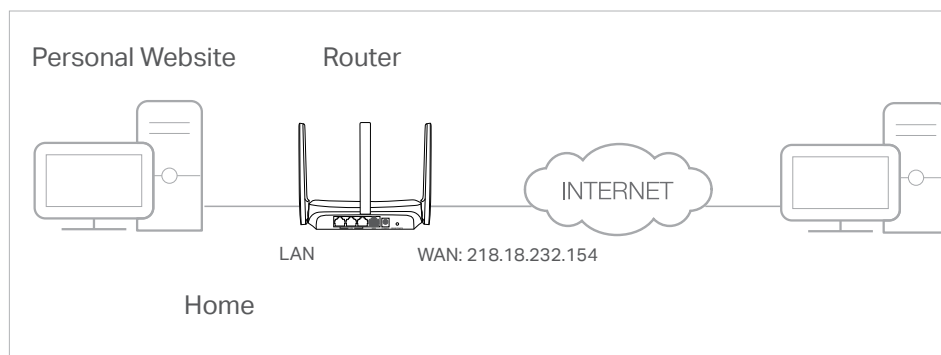 Personal Website
Router
INTERNET
LAN
WAN: 218.18.232.154
Home